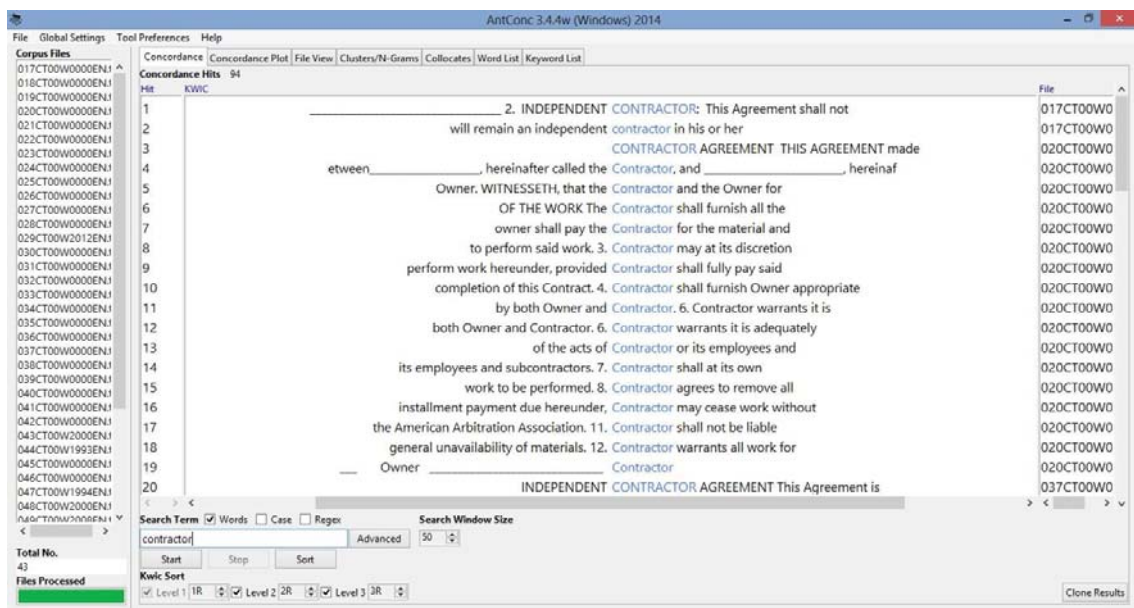 AntConc 3.4.4w (Windows) 2014
File Global Settings Tool Preferences Help
Corpus Files
017CT00W0000EN.t
018CT00W0000EN.t
019CT00W0000EN.t
020CT00W0000EN.t
021CT00W0000EN.t
022CT00W0000EN.t
023CT00W0000EN.t
024CT00W0000EN.t
025CT00W0000EN.t
026CT00W0000EN.t
027CT00W0000EN.t
028CT00W0000EN.t
029CT00W2012EN.t
030CT00W0000EN.t
031CT00W0000EN.t
032CT00W0000EN.t
033CT00W0000EN.t
034CT00W0000EN.t
035CT00W0000EN.t
036CT00W0000EN.t
037CT00W0000EN.t
038CT00W0000EN.t
039CT00W0000EN.t
040CT00W0000EN.t
041CT00W0000EN.t
042CT00W0000EN.t
043CT00W2000EN.t
044CT00W1993EN.t
045CT00W0000EN.t
046CT00W0000EN.t
047CT00W1994EN.t
048CT00W2000EN.t
049CT00W2008EN.t
Total No.
43
Files Processed
Concordance Concordance Plot File View Clusters/N-Grams Collocates Word List Keyword List
Concordance Hits 94
Hit KWIC File
1 ______________ 2. INDEPENDENT CONTRACTOR: This Agreement shall not 017CT00W0
2 will remain an independent contractor in his or her 017CT00W0
3 CONTRACTOR AGREEMENT THIS AGREEMENT made 020CT00W0
4 etween______________, hereinafter called the Contractor, and ______________, hereinaf 020CT00W0
5 Owner. WITNESSETH, that the Contractor and the Owner for 020CT00W0
6 OF THE WORK The Contractor shall furnish all the 020CT00W0
7 owner shall pay the Contractor for the material and 020CT00W0
8 to perform said work. 3. Contractor may at its discretion 020CT00W0
9 perform work hereunder, provided Contractor shall fully pay said 020CT00W0
10 completion of this Contract. 4. Contractor shall furnish Owner appropriate 020CT00W0
11 by both Owner and Contractor. 6. Contractor warrants it is 020CT00W0
12 both Owner and Contractor. 6. Contractor warrants it is adequately 020CT00W0
13 of the acts of Contractor or its employees and 020CT00W0
14 its employees and subcontractors. 7. Contractor shall at its own 020CT00W0
15 work to be performed. 8. Contractor agrees to remove all 020CT00W0
16 installment payment due hereunder, Contractor may cease work without 020CT00W0
17 the American Arbitration Association. 11. Contractor shall not be liable 020CT00W0
18 general unavailability of materials. 12. Contractor warrants all work for 020CT00W0
19 ___ Owner ______________ Contractor 020CT00W0
20 INDEPENDENT CONTRACTOR AGREEMENT This Agreement is 037CT00W0
Search Term Words Case Regex Search Window Size
contractor Advanced 50
Start Stop Sort
Kwic Sort
Level 1 1R Level 2 2R Level 3 3R Clone Results